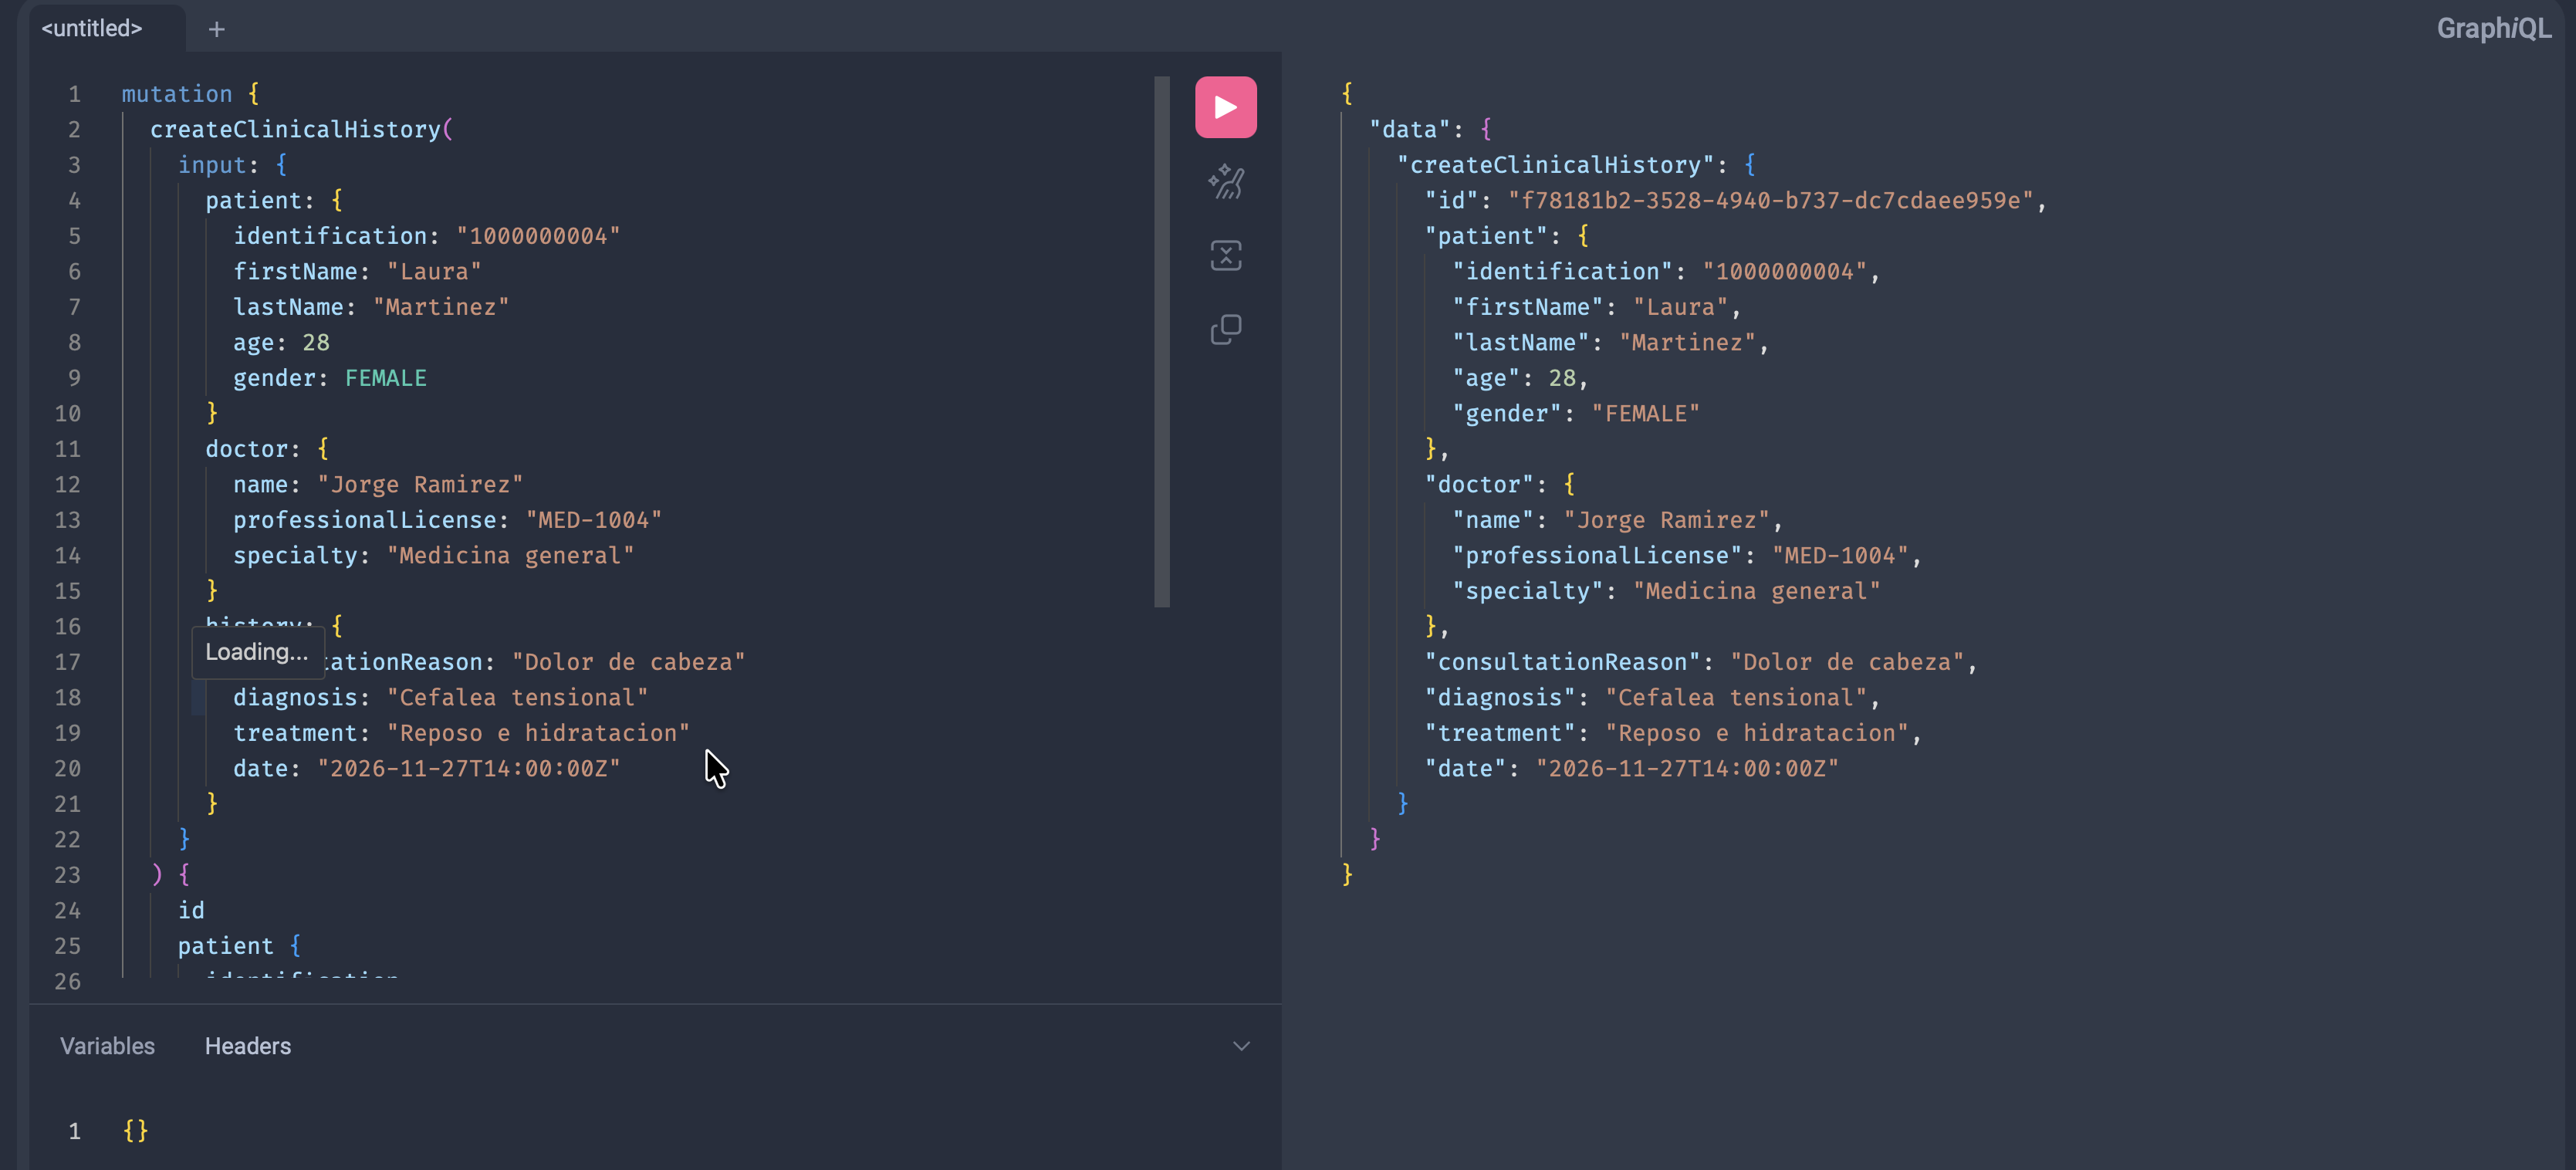 <untitled>
+
GraphiQL
1 mutation {
2 createClinicalHistory(
3 input: {
4 patient: {
5 identification: "1000000004"
6 firstName: "Laura"
7 lastName: "Martinez"
8 age: 28
9 gender: FEMALE
10 }
11 doctor: {
12 name: "Jorge Ramirez"
13 professionalLicense: "MED-1004"
14 specialty: "Medicina general"
15 }
16 history: {
Loading...
17 tationReason: "Dolor de cabeza"
18 diagnosis: "Cefalea tensional"
19 treatment: "Reposo e hidratacion"
20 date: "2026-11-27T14:00:00Z"
21 }
22 }
23 ) {
24 id
25 patient {
26 identification
Variables Headers
1 {}
{
"data": {
"createClinicalHistory": {
"id": "f78181b2-3528-4940-b737-dc7cdaee959e",
"patient": {
"identification": "1000000004",
"firstName": "Laura",
"lastName": "Martinez",
"age": 28,
"gender": "FEMALE"
},
"doctor": {
"name": "Jorge Ramirez",
"professionalLicense": "MED-1004",
"specialty": "Medicina general"
},
"consultationReason": "Dolor de cabeza",
"diagnosis": "Cefalea tensional",
"treatment": "Reposo e hidratacion",
"date": "2026-11-27T14:00:00Z"
}
}
}